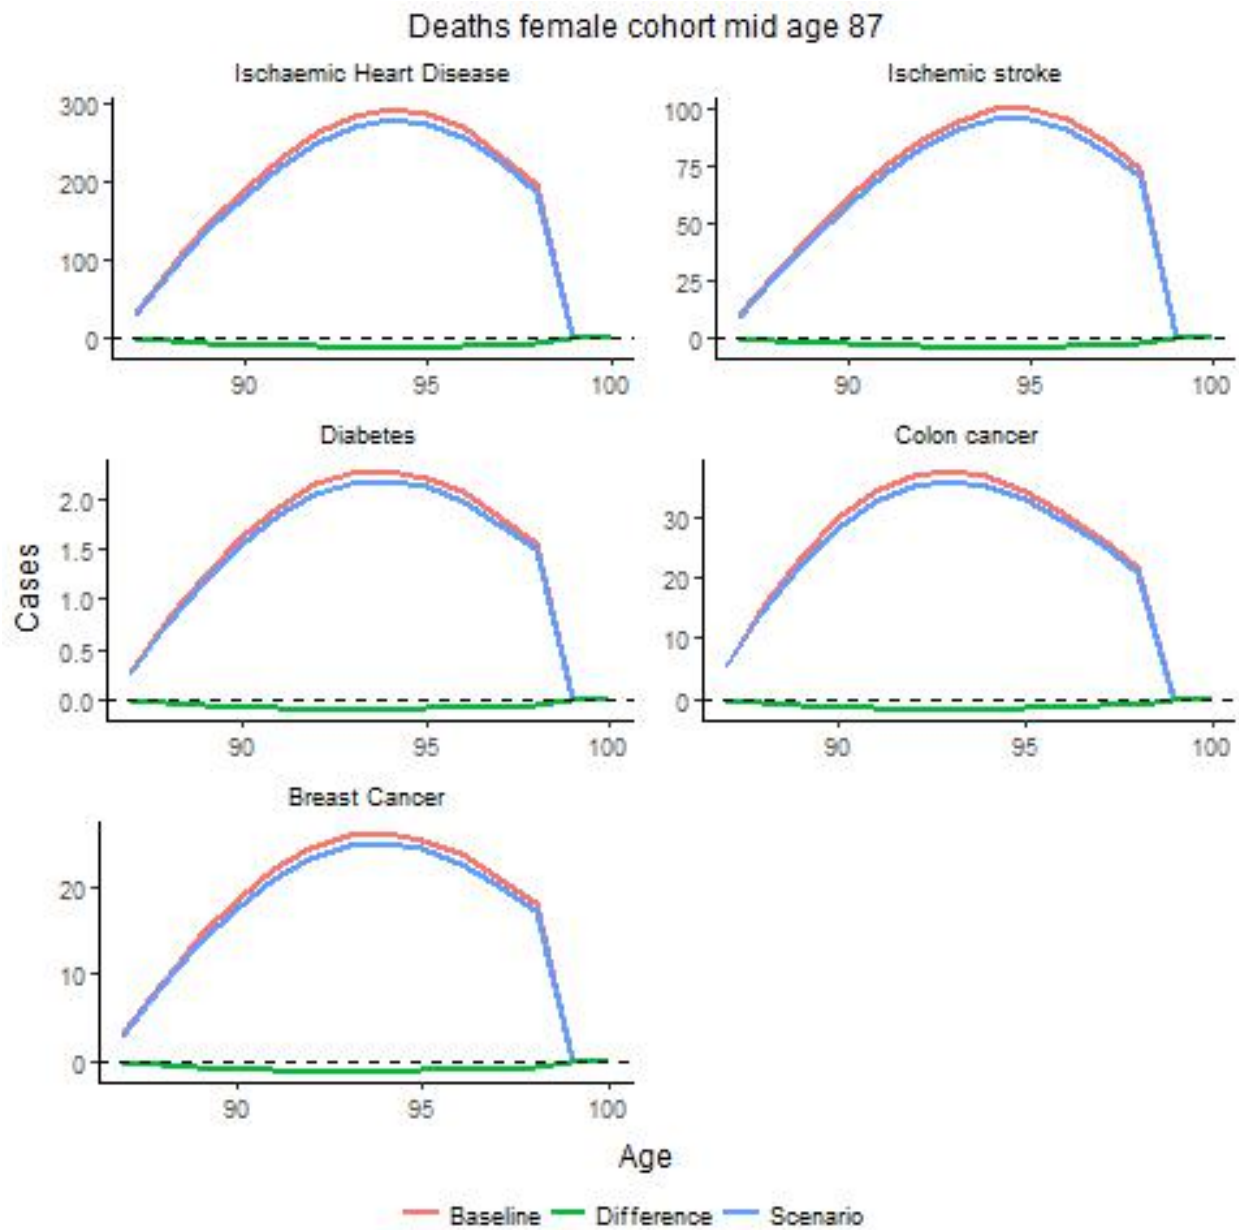 Deaths female cohort mid age 87
Ischaemic Heart Disease
300
200
100
0
90 95 100
Ischemic stroke
100
75
50
25
0
90 95 100
Diabetes
2.0
1.5
1.0
0.5
0.0
90 95 100
Colon cancer
30
20
10
0
90 95 100
Breast Cancer
20
10
0
90 95 100
Cases
Age
Baseline Difference Scenario